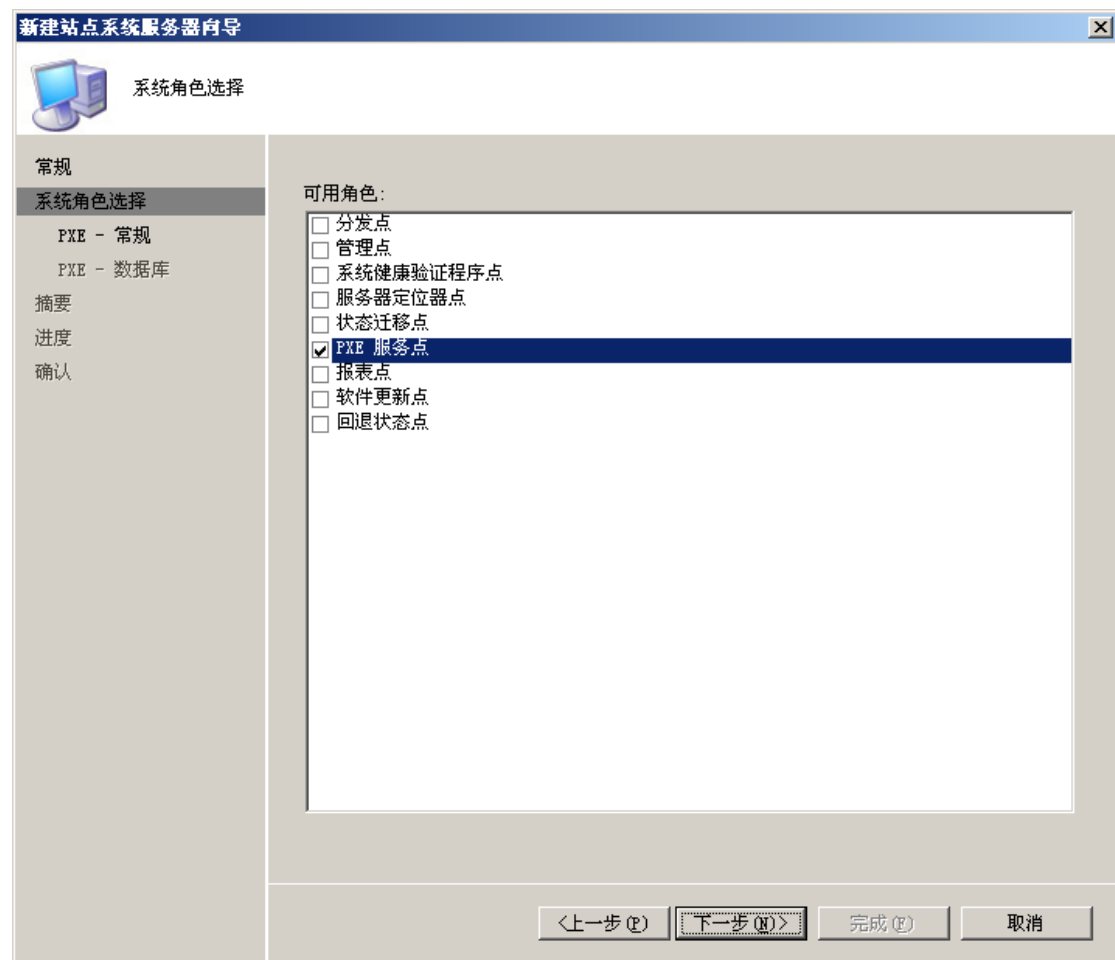 新建站点系统服务器向导
系统角色选择
常规
系统角色选择
PXE - 常规
PXE - 数据库
摘要
进度
确认
可用角色:
分发点
管理点
系统健康验证程序点
服务器定位器点
状态迁移点
PXE 服务点
报表点
软件更新点
回退状态点
<上一步(P) 下一步(N)> 完成(F) 取消